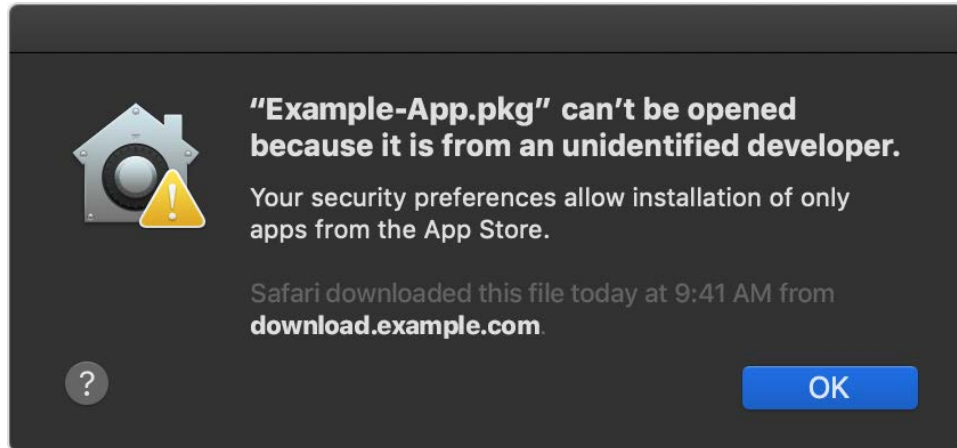 “Example-App.pkg” can’t be opened
because it is from an unidentified developer.
Your security preferences allow installation of only
apps from the App Store.
Safari downloaded this file today at 9:41 AM from
download.example.com.
?
OK